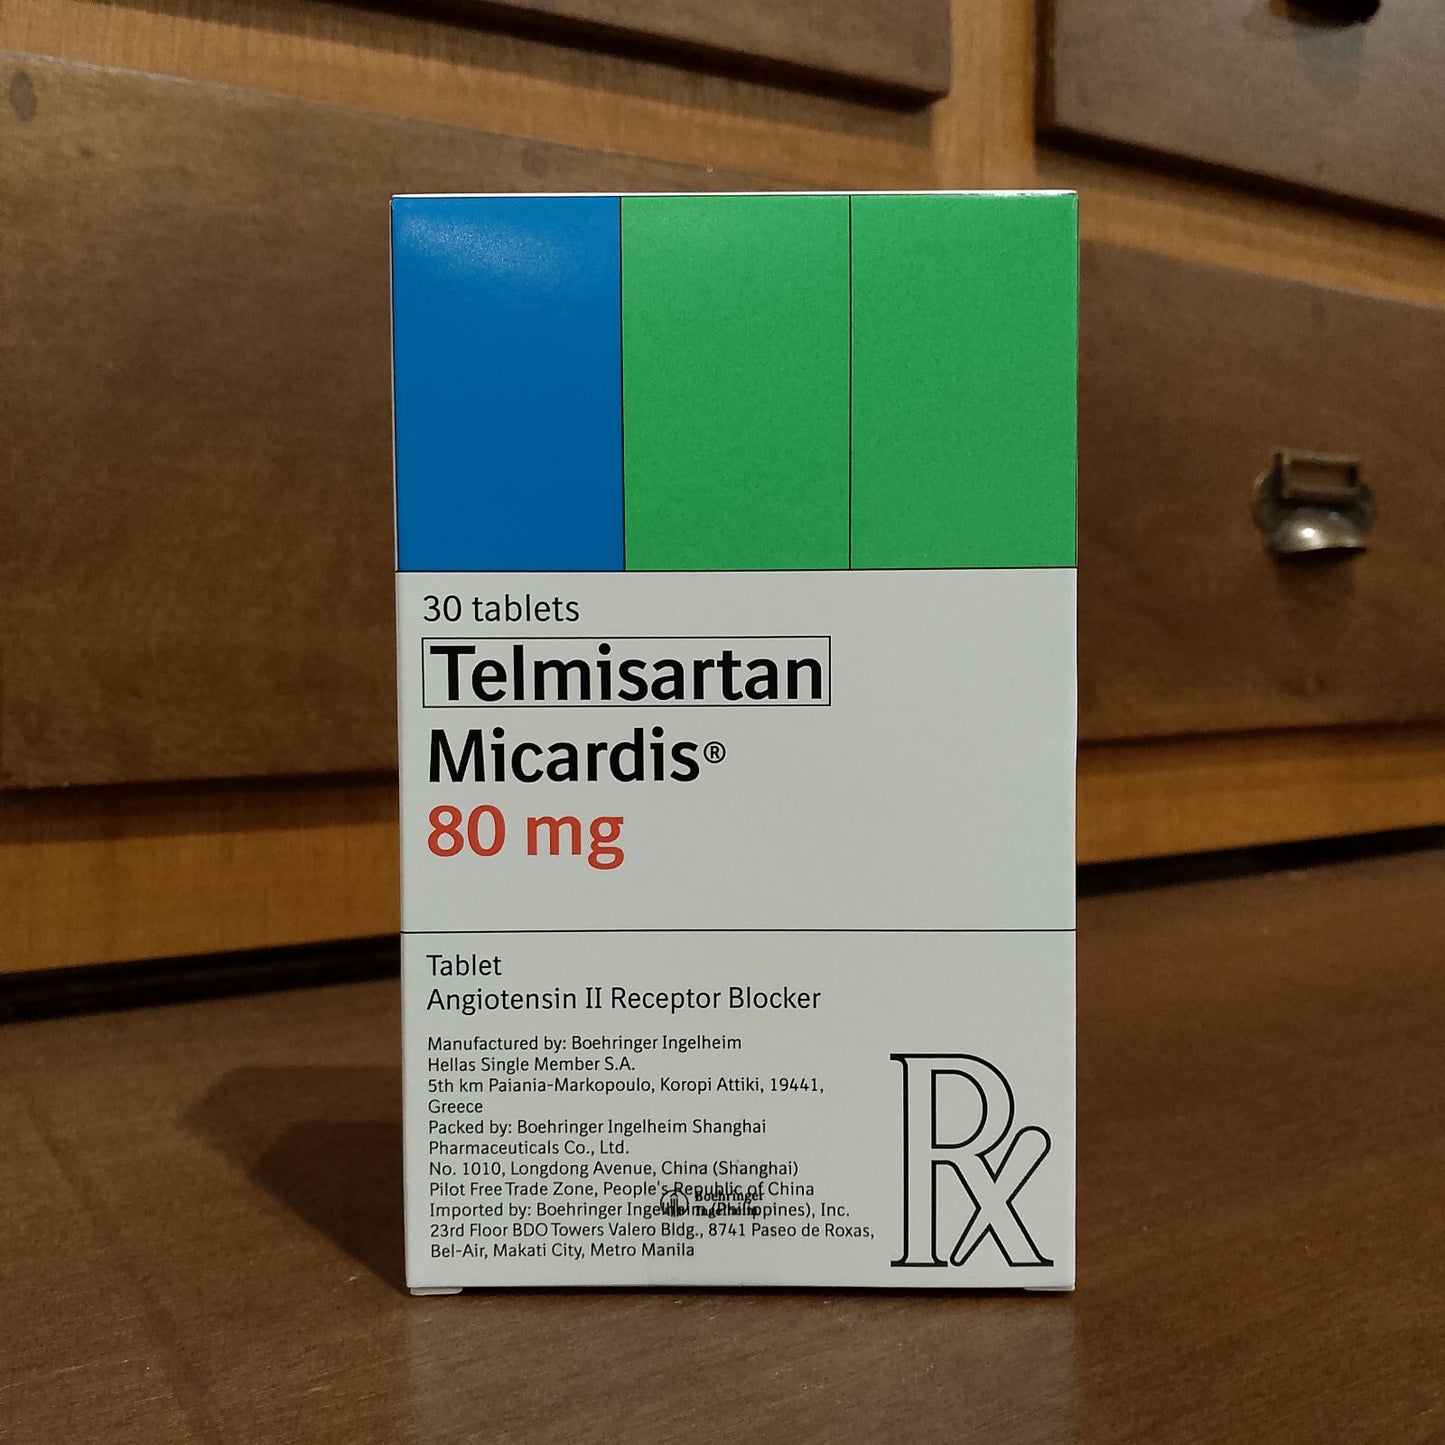 30 tablets
Telmisartan
Micardis®
80 mg
Tablet
Angiotensin II Receptor Blocker
Manufactured by: Boehringer Ingelheim
Hellas Single Member S.A.
5th km Paiania-Markopoulo, Koropi Attiki, 19441,
Greece
Packed by: Boehringer Ingelheim Shanghai
Pharmaceuticals Co., Ltd.
No. 1010, Longdong Avenue, China (Shanghai)
Pilot Free Trade Zone, People's Republic of China
Imported by: Boehringer Ingelheim (Philippines), Inc.
23rd Floor BDO Towers Valero Bldg., 8741 Paseo de Roxas,
Bel-Air, Makati City, Metro Manila
Boehringer
Ingelheim
Rx